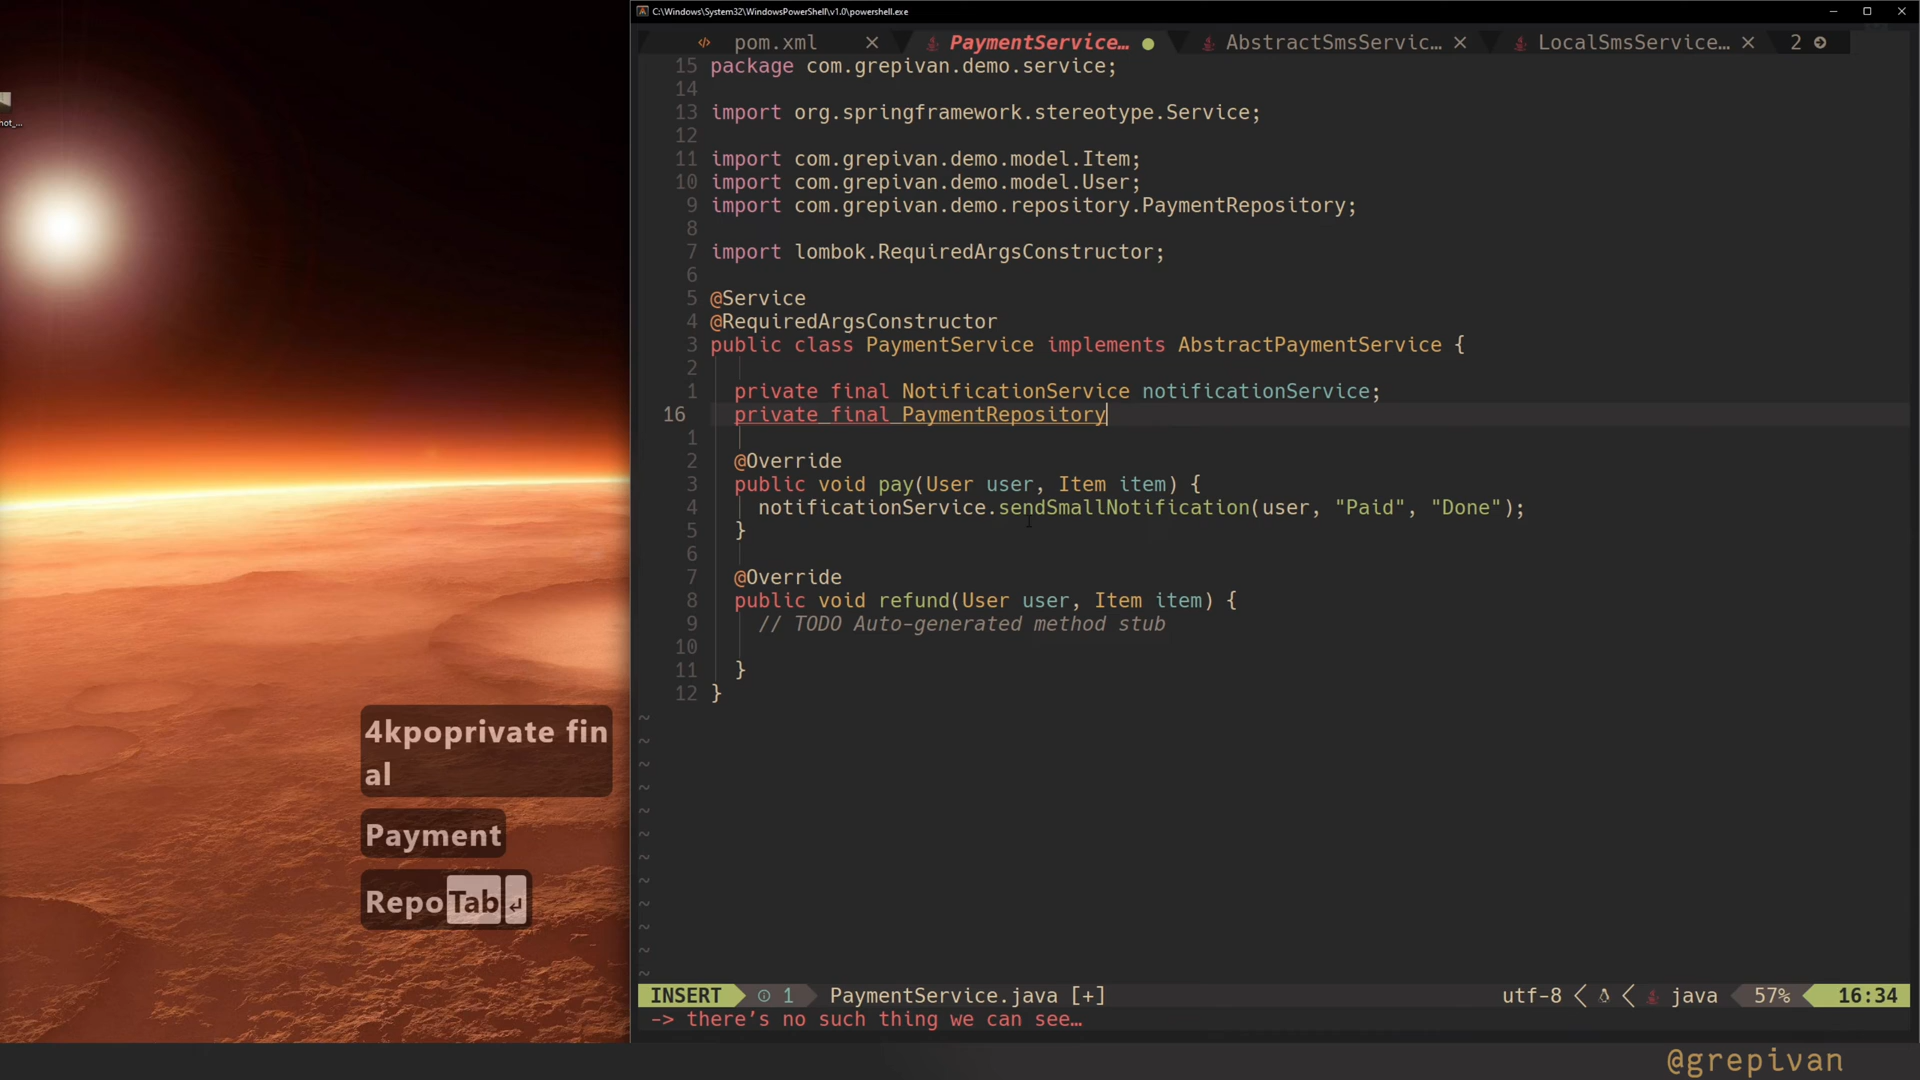 C:\Windows\System32\WindowsPowerShell\v1.0\powershell.exe
pom.xml
PaymentService…
AbstractSmsServic…
LocalSmsService…
2
not_...
15 package com.grepivan.demo.service;
14
13 import org.springframework.stereotype.Service;
12
11 import com.grepivan.demo.model.Item;
10 import com.grepivan.demo.model.User;
9 import com.grepivan.demo.repository.PaymentRepository;
8
7 import lombok.RequiredArgsConstructor;
6
5 @Service
4 @RequiredArgsConstructor
3 public class PaymentService implements AbstractPaymentService {
2
1 private final NotificationService notificationService;
16 private final PaymentRepository
1
2 @Override
3 public void pay(User user, Item item) {
4 notificationService.sendSmallNotification(user, "Paid", "Done");
5 }
6
7 @Override
8 public void refund(User user, Item item) {
9 // TODO Auto-generated method stub
10
11 }
12 }
~
~
~
~
~
~
~
~
~
~
~
~
4kpoprivate fin
al
Payment
RepoTab↵
INSERT 1 PaymentService.java [+] utf-8 java 57% 16:34
-> there's no such thing we can see…
@grepivan